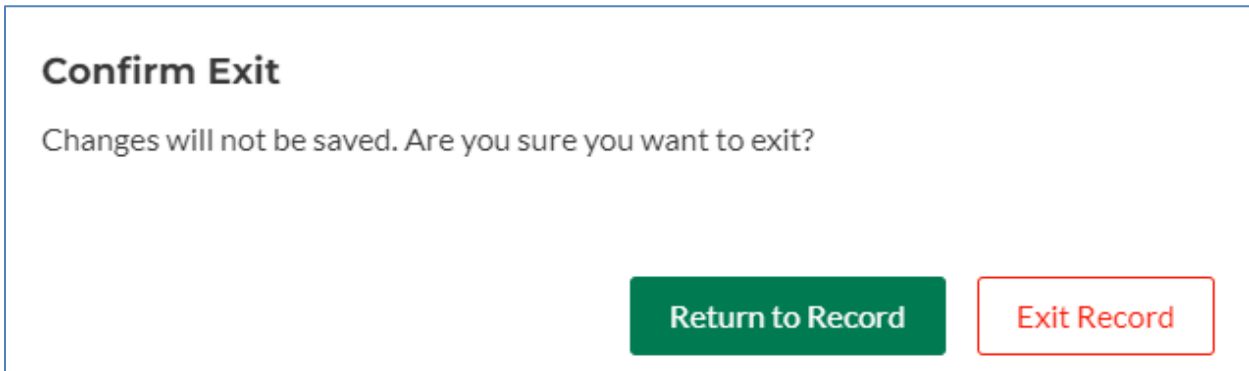 Confirm Exit
Changes will not be saved. Are you sure you want to exit?
Return to Record
Exit Record